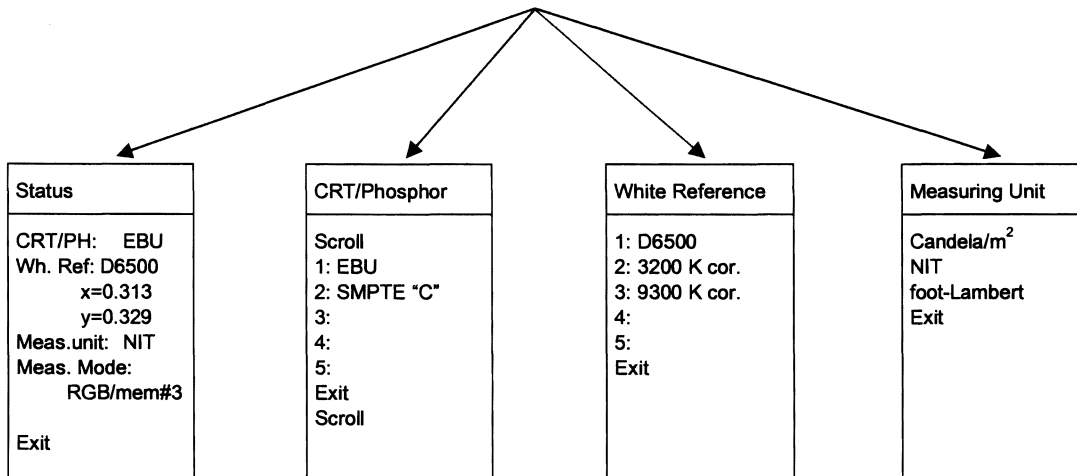 Status
CRT/PH: EBU
Wh. Ref: D6500
x=0.313
y=0.329
Meas.unit: NIT
Meas. Mode:
RGB/mem#3
Exit
CRT/Phosphor
Scroll
1: EBU
2: SMPTE “C”
3:
4:
5:
Exit
Scroll
White Reference
1: D6500
2: 3200 K cor.
3: 9300 K cor.
4:
5:
Exit
Measuring Unit
Candela/m²
NIT
foot-Lambert
Exit